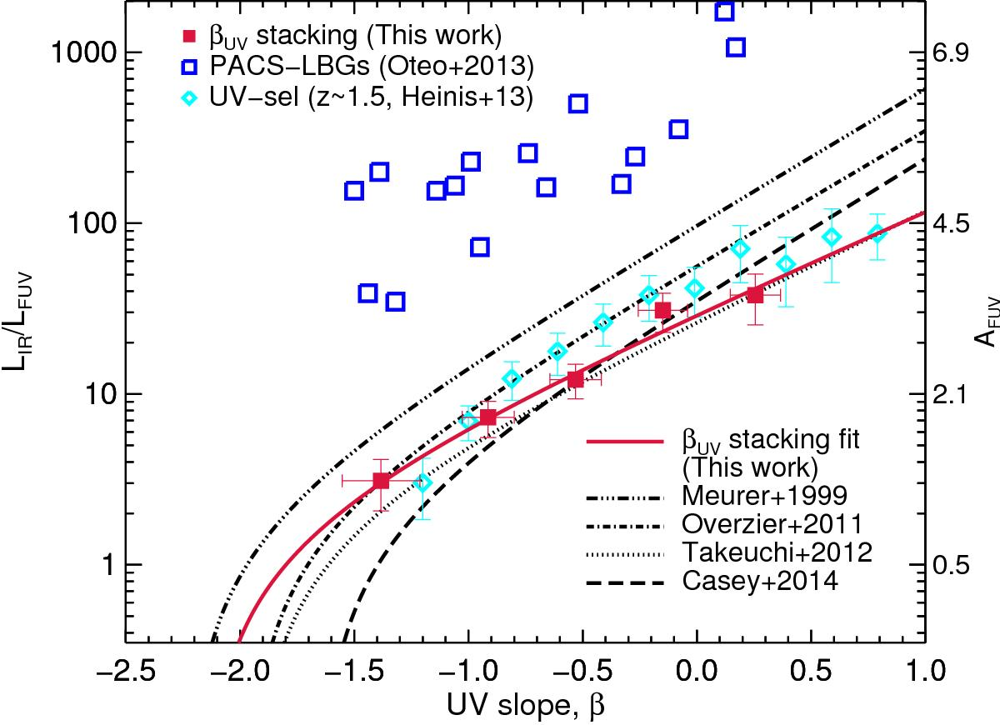 β_UV stacking (This work)
PACS−LBGs (Oteo+2013)
UV−sel (z~1.5, Heinis+13)
1000
100
10
1
L_IR/L_FUV
6.9
4.5
2.1
0.5
A_FUV
β_UV stacking fit
(This work)
Meurer+1999
Overzier+2011
Takeuchi+2012
Casey+2014
−2.5 −2.0 −1.5 −1.0 −0.5 0.0 0.5 1.0
UV slope, β